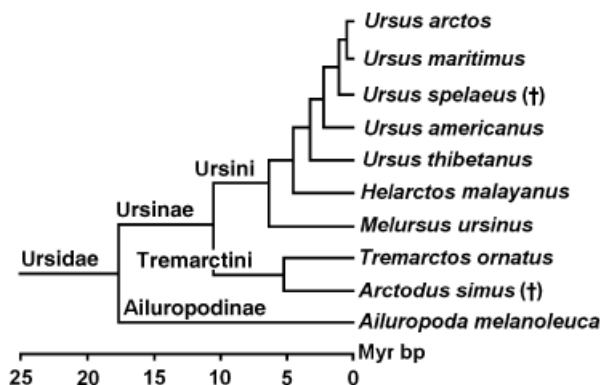 Ursus arctos
Ursus maritimus
Ursus spelaeus (†)
Ursus americanus
Ursini
Ursus thibetanus
Helarctos malayanus
Ursinae
Melursus ursinus
Ursidae
Tremarctini
Tremarctos ornatus
Arctodus simus (†)
Ailuropodinae
Ailuropoda melanoleuca
Myr bp
25 20 15 10 5 0